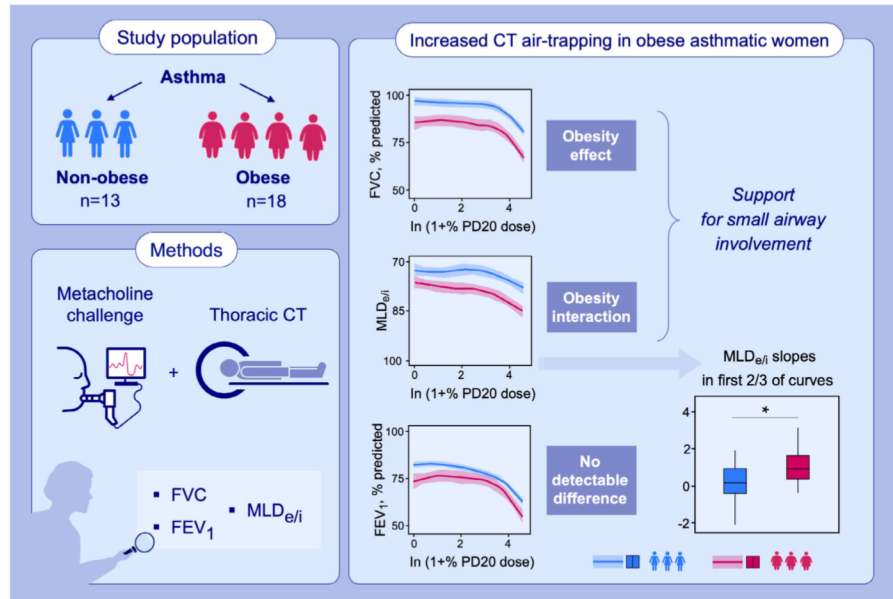 Study population
Asthma
Non-obese
n=13
Obese
n=18
Methods
Metacholine
challenge
Thoracic CT
+
▪ FVC
▪ FEV₁
▪ MLDₑ/ᵢ
Increased CT air-trapping in obese asthmatic women
FVC, % predicted
100
75
50
0 2 4
ln (1+% PD20 dose)
Obesity
effect
MLDₑ/ᵢ
70
85
100
0 2 4
ln (1+% PD20 dose)
Obesity
interaction
Support
for small airway
involvement
FEV₁, % predicted
100
75
50
0 2 4
ln (1+% PD20 dose)
No
detectable
difference
MLDₑ/ᵢ slopes
in first 2/3 of curves
4
2
0
-2
*